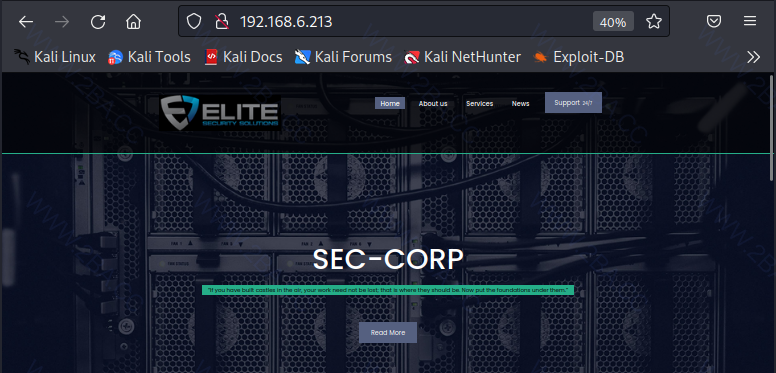 192.168.6.213
40%
Kali Linux
Kali Tools
Kali Docs
Kali Forums
Kali NetHunter
Exploit-DB
ELITE
SECURITY SOLUTIONS
Home
About us
Services
News
Support 24/7
SEC-CORP
"If you have built castles in the air, your work need not be lost; that is where they should be. Now put the foundations under them."
Read More